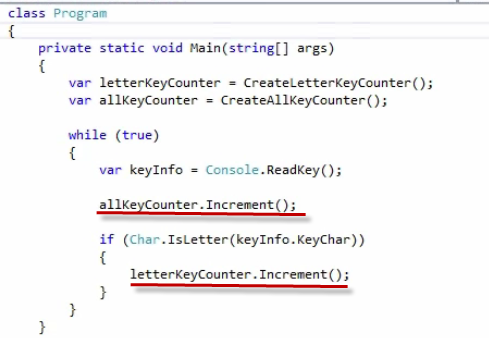 class Program
{
    private static void Main(string[] args)
    {
        var letterKeyCounter = CreateLetterKeyCounter();
        var allKeyCounter = CreateAllKeyCounter();
        while (true)
        {
            var keyInfo = Console.ReadKey();
            allKeyCounter.Increment();
            if (Char.IsLetter(keyInfo.KeyChar))
            {
                letterKeyCounter.Increment();
            }
        }
    }